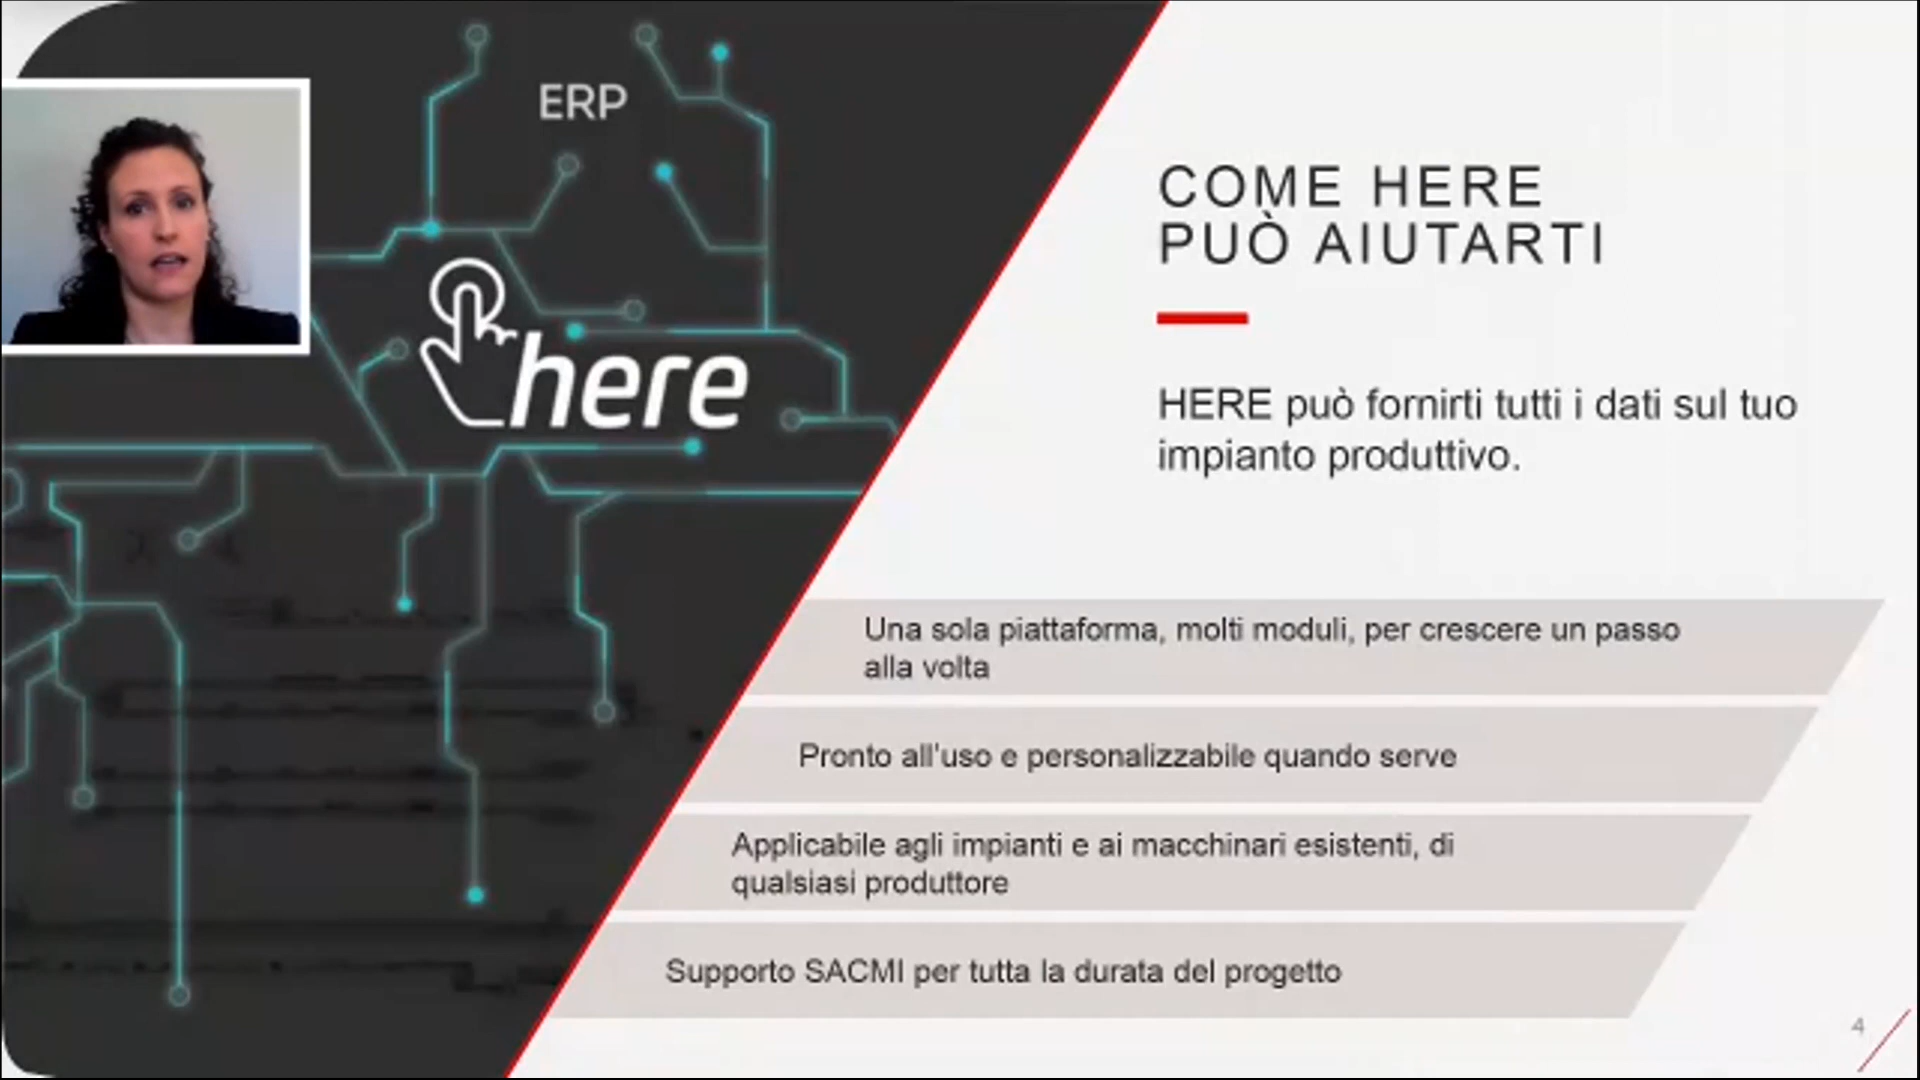 ERP
here
COME HERE
PUÒ AIUTARTI
HERE può fornirti tutti i dati sul tuo
impianto produttivo.
Una sola piattaforma, molti moduli, per crescere un passo
alla volta
Pronto all'uso e personalizzabile quando serve
Applicabile agli impianti e ai macchinari esistenti, di
qualsiasi produttore
Supporto SACMI per tutta la durata del progetto
4